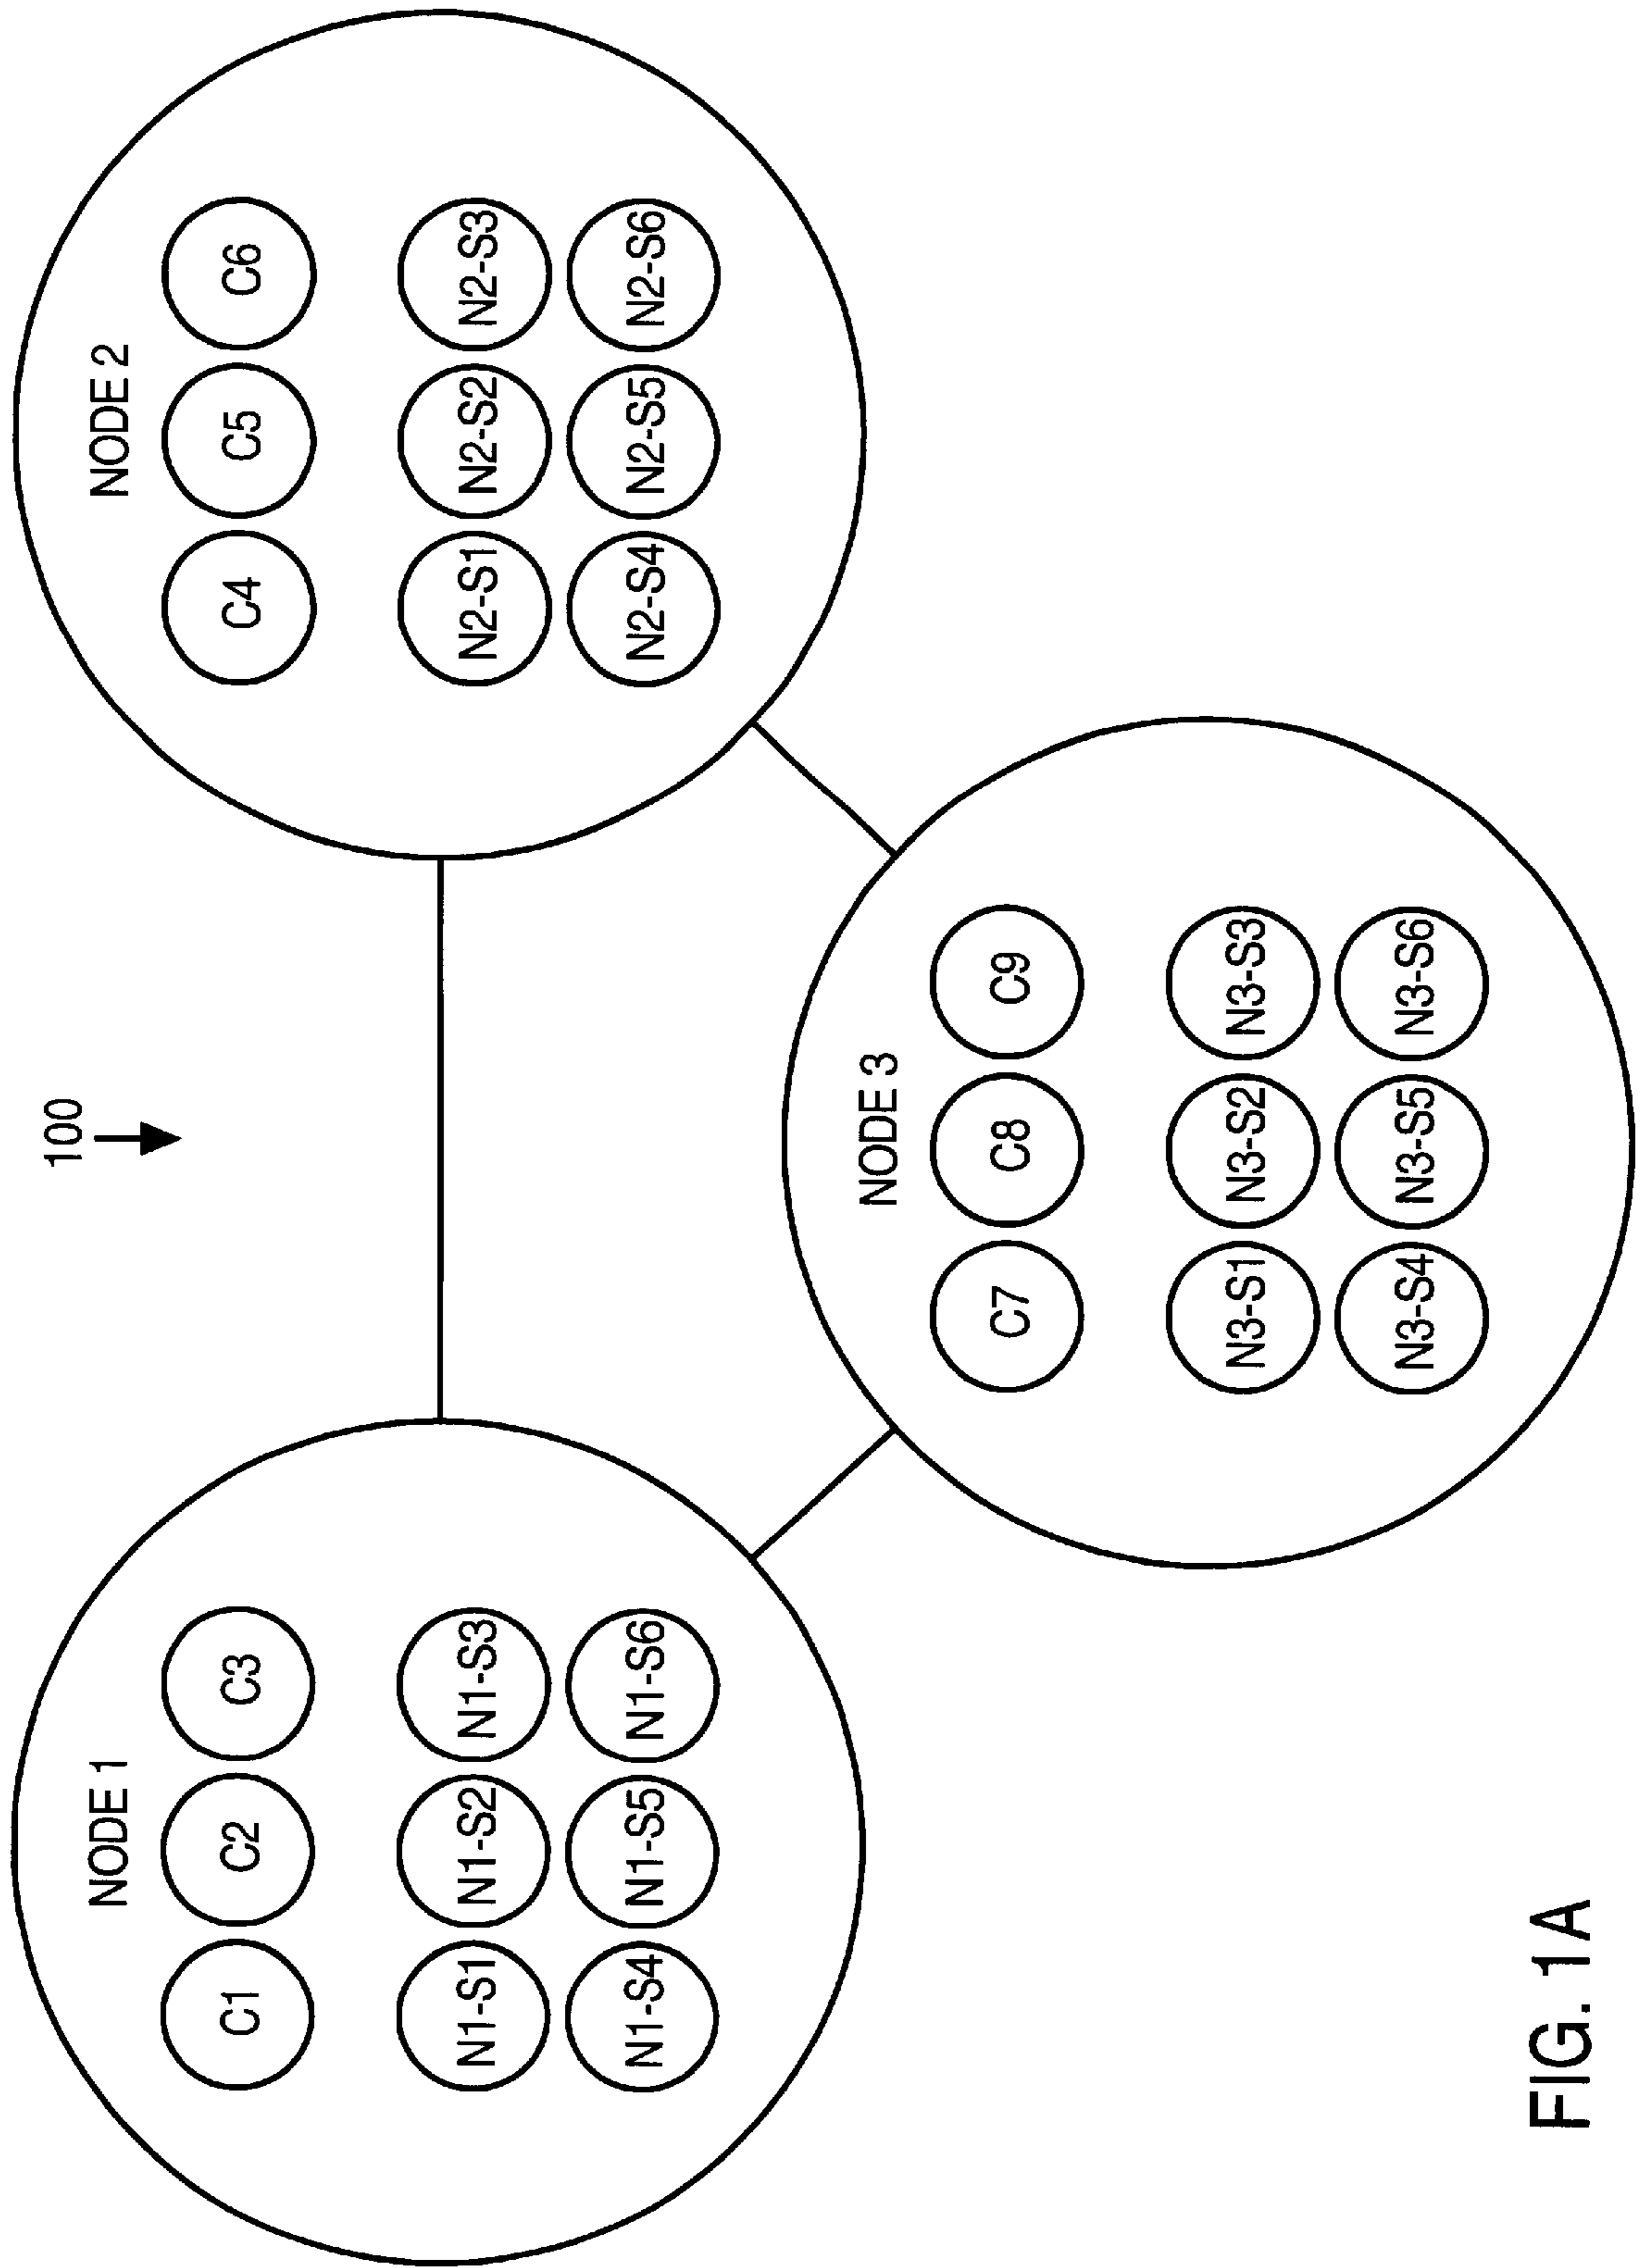 100
NODE 1
C1 C2 C3
N1-S1 N1-S2 N1-S3
N1-S4 N1-S5 N1-S6
NODE 2
C4 C5 C6
N2-S1 N2-S2 N2-S3
N2-S4 N2-S5 N2-S6
NODE 3
C7 C8 C9
N3-S1 N3-S2 N3-S3
N3-S4 N3-S5 N3-S6
FIG. 1A